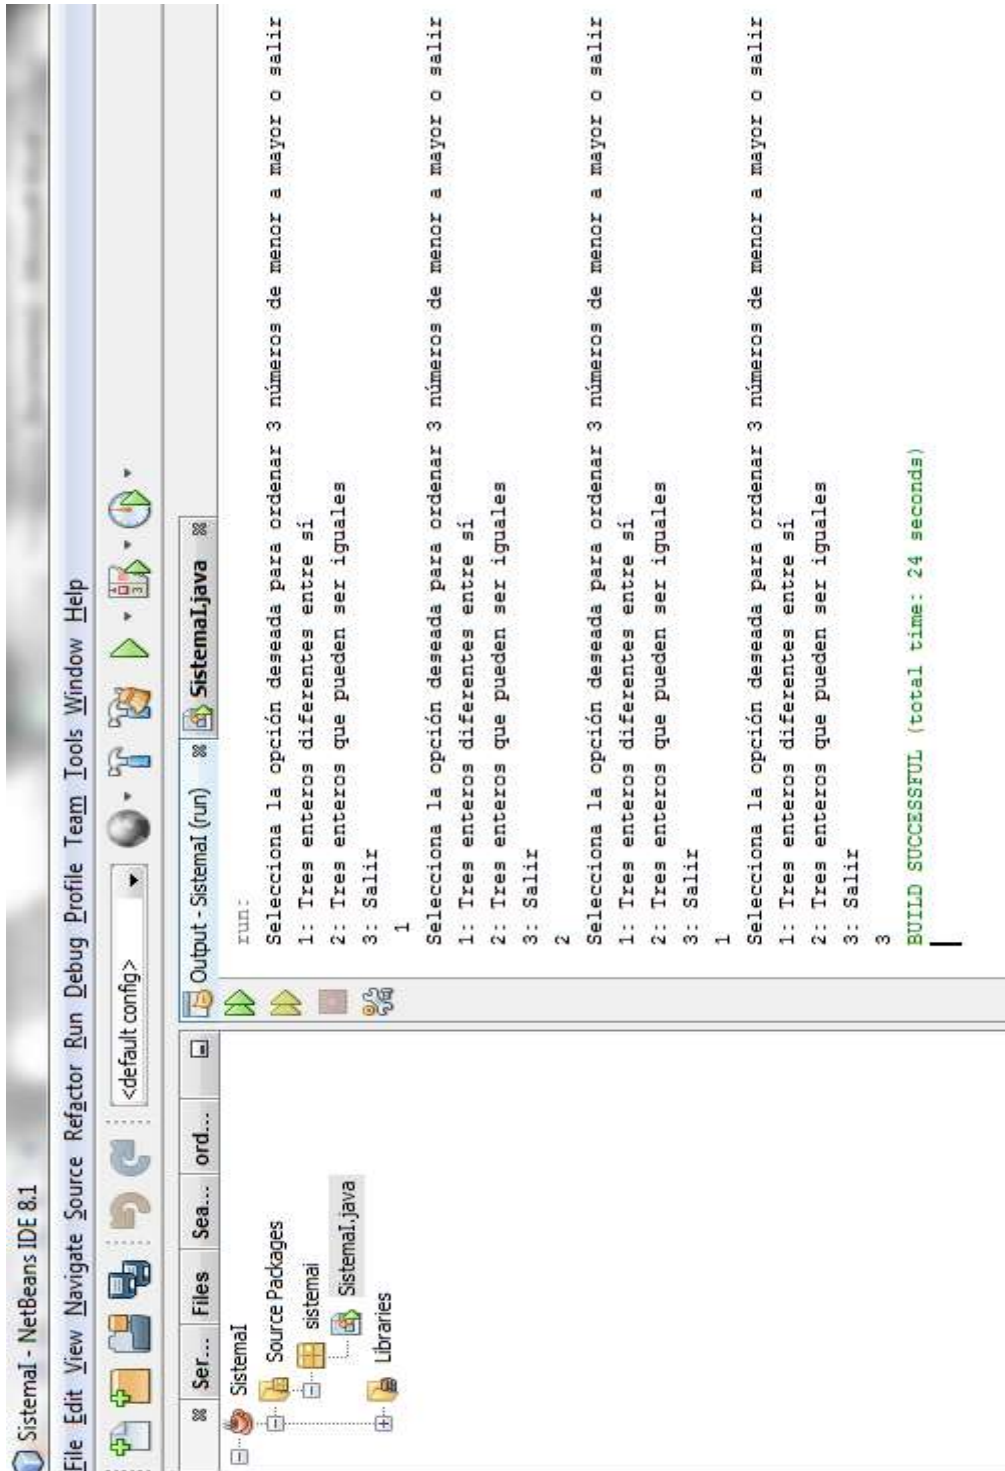 SistemaI - NetBeans IDE 8.1
File Edit View Navigate Source Refactor Run Debug Profile Team Tools Window Help
<default config>
Ser... Files Sea... ord...
SistemaI
Source Packages
sistemai
SistemaI.java
Libraries
Output - SistemaI (run) SistemaI.java
run:
Selecciona la opción deseada para ordenar 3 números de menor a mayor o salir
1: Tres enteros diferentes entre sí
2: Tres enteros que pueden ser iguales
3: Salir
1
Selecciona la opción deseada para ordenar 3 números de menor a mayor o salir
1: Tres enteros diferentes entre sí
2: Tres enteros que pueden ser iguales
3: Salir
2
Selecciona la opción deseada para ordenar 3 números de menor a mayor o salir
1: Tres enteros diferentes entre sí
2: Tres enteros que pueden ser iguales
3: Salir
1
Selecciona la opción deseada para ordenar 3 números de menor a mayor o salir
1: Tres enteros diferentes entre sí
2: Tres enteros que pueden ser iguales
3: Salir
3
BUILD SUCCESSFUL (total time: 24 seconds)